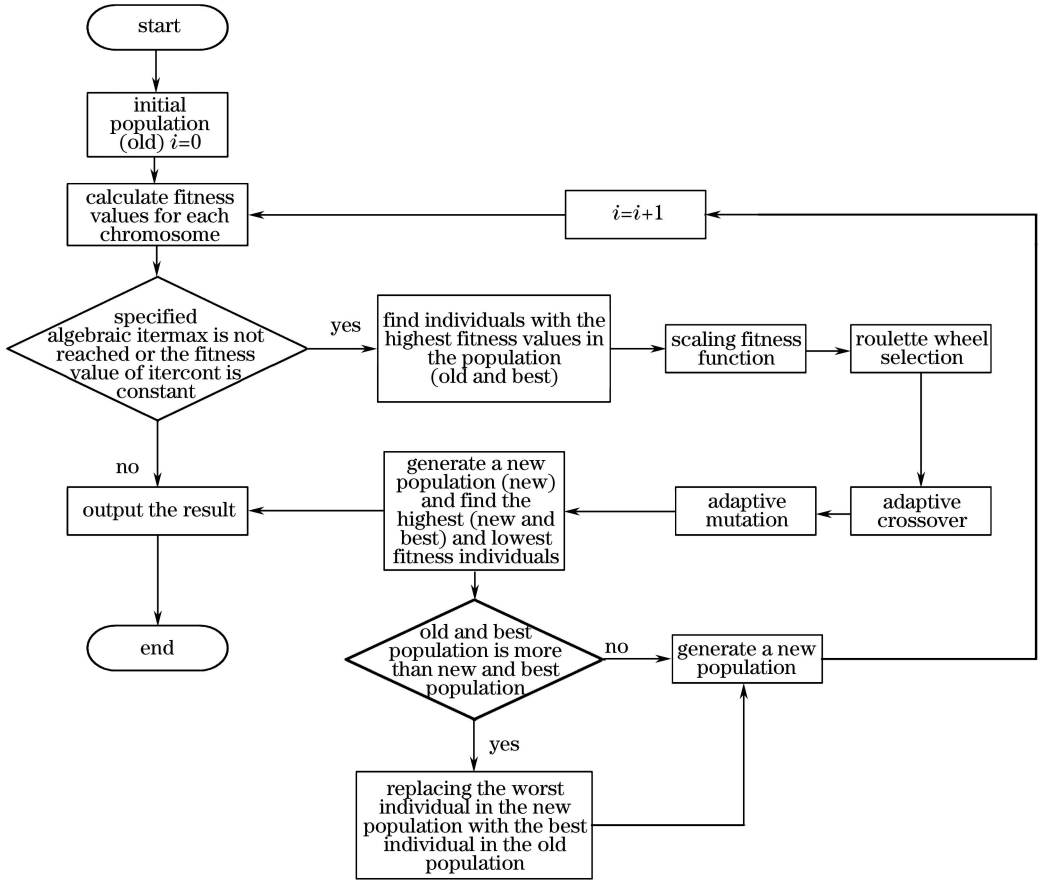 start
initial
population
(old) i=0
calculate fitness
values for each
chromosome
i=i+1
specified
algebraic itermax is not
reached or the fitness
value of itercont is
constant
yes
find individuals with the
highest fitness values in
the population
(old and best)
scaling fitness
function
roulette wheel
selection
no
output the result
generate a new
population (new)
and find the
highest (new and
best) and lowest
fitness individuals
adaptive
mutation
adaptive
crossover
end
old and best
population is more
than new and best
population
no
generate a new
population
yes
replacing the worst
individual in the new
population with the best
individual in the old
population